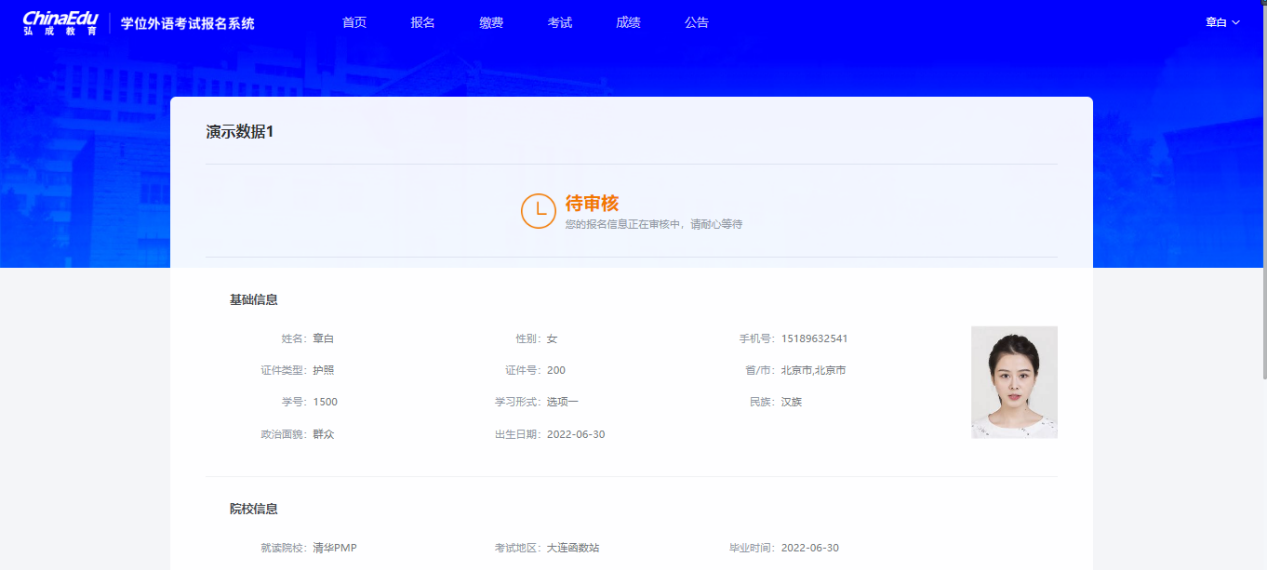 ChinaEdu 弘成教育 学位外语考试报名系统 首页 报名 缴费 考试 成绩 公告 章白
演示数据1
待审核
您的报名信息正在审核中，请耐心等待
基础信息
姓名：章白 性别：女 手机号：15189632541
证件类型：护照 证件号：200 省/市：北京市,北京市
学号：1500 学习形式：选项一 民族：汉族
政治面貌：群众 出生日期：2022-06-30
院校信息
就读院校：清华PMP 考试地区：大连函数站 毕业时间：2022-06-30